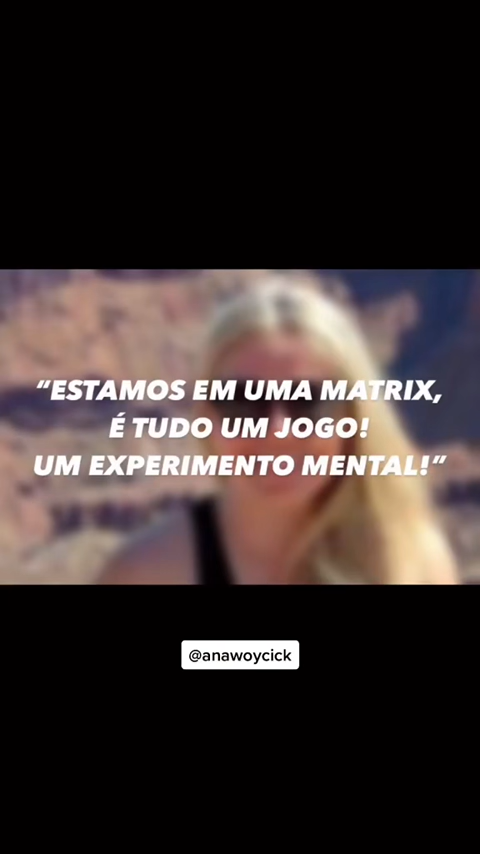 “ESTAMOS EM UMA MATRIX,
É TUDO UM JOGO!
UM EXPERIMENTO MENTAL!”
@anawoycick